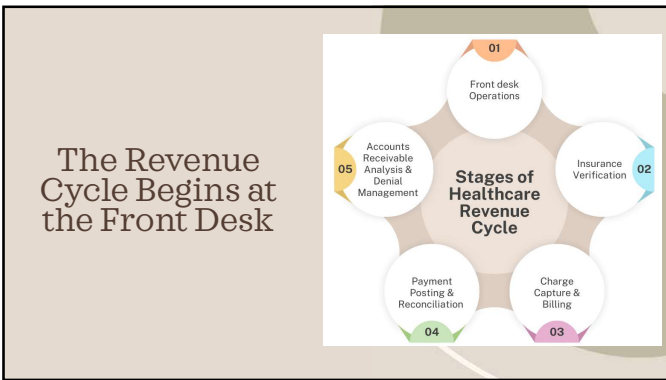 The Revenue
Cycle Begins at
the Front Desk
Stages of
Healthcare
Revenue
Cycle
01
Front desk
Operations
Insurance
Verification
02
Charge
Capture &
Billing
03
Payment
Posting &
Reconciliation
04
05
Accounts
Receivable
Analysis &
Denial
Management